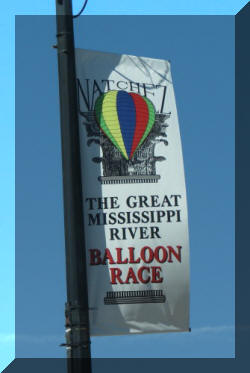 NATCHEZ
THE GREAT
MISSISSIPPI
RIVER
BALLOON
RACE